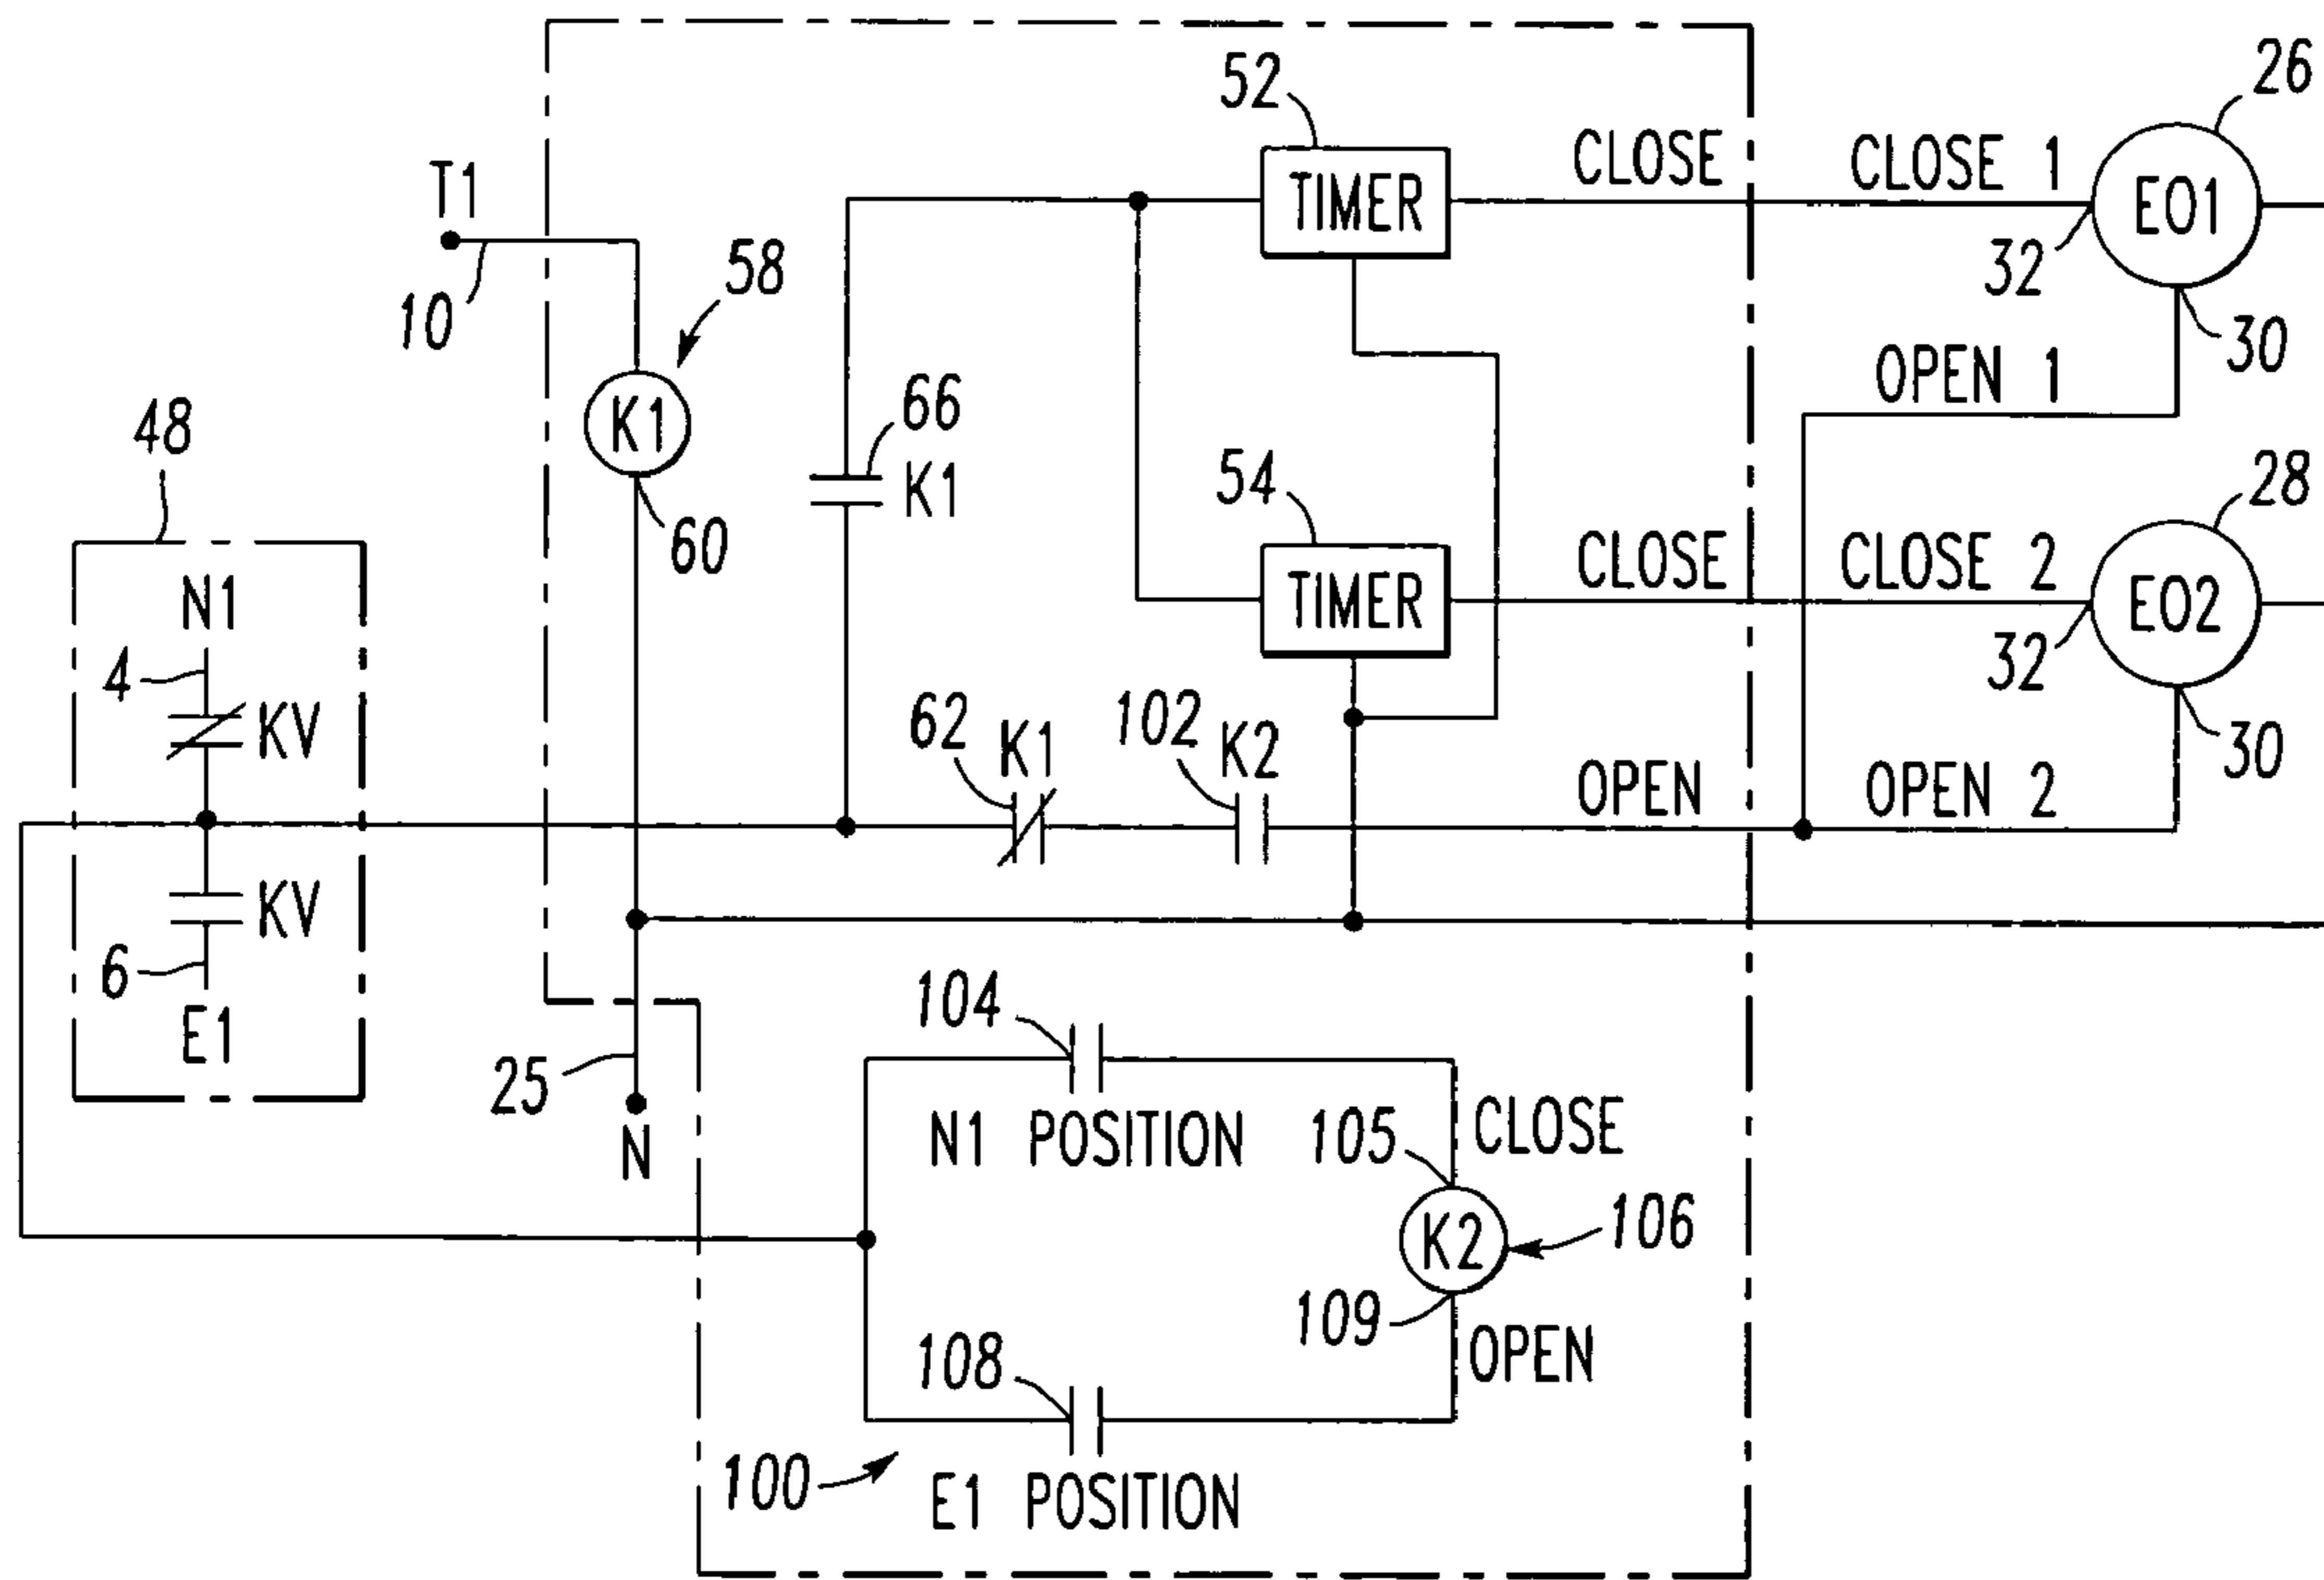 26
52
CLOSE
CLOSE 1
T1
TIMER
EO1
58
32
10
30
OPEN 1
66
K1
48
K1
54
28
60
CLOSE
CLOSE 2
N1
TIMER
EO2
4
32
KV
62
K1
102
K2
30
OPEN
OPEN 2
KV
6
104
E1
25
N1 POSITION
105
CLOSE
N
K2
106
109
108
OPEN
100
E1 POSITION